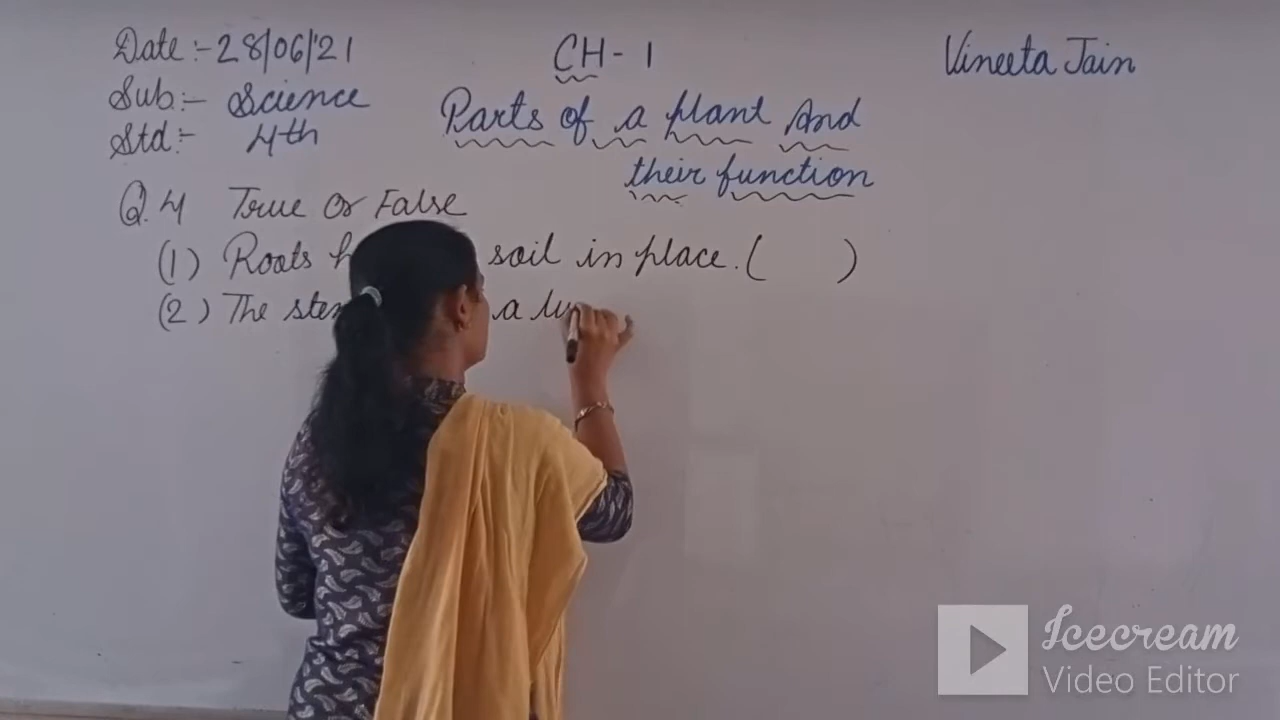 Date:- 28/06/'21
CH - 1
Vineeta Jain
Sub:- Science
Std:- 4th
Parts of a plant And
their function
Q.4 True or False
(1) Roots soil in place. ( )
(2) The a
Icecream
Video Editor